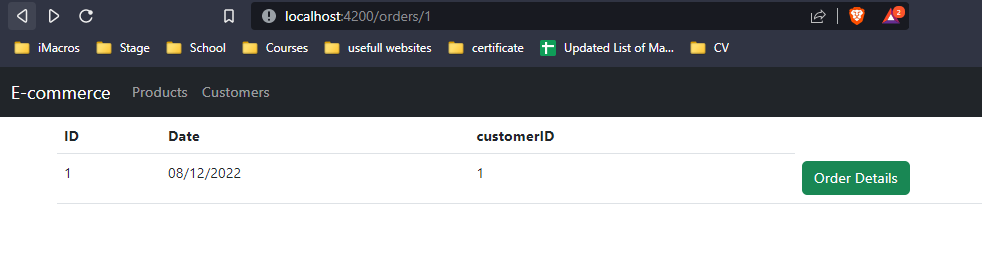 localhost:4200/orders/1
2
iMacros Stage School Courses usefull websites certificate Updated List of Ma... CV
E-commerce Products Customers
ID Date customerID
1 08/12/2022 1 Order Details